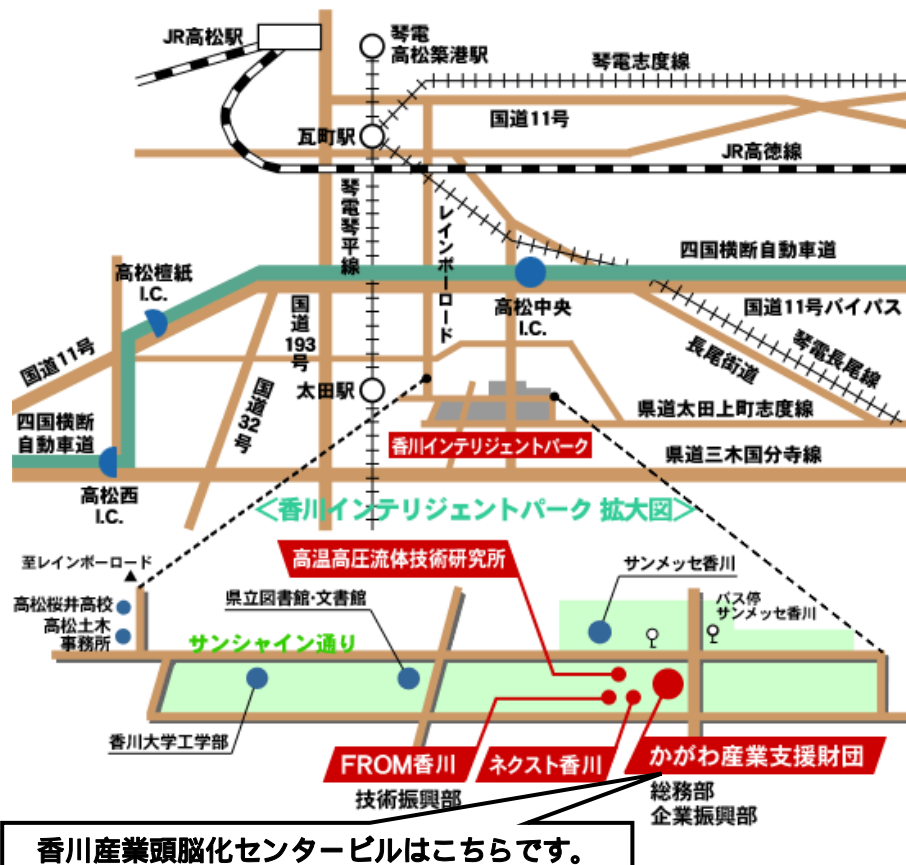 JR高松駅
琴電
高松築港駅
琴電志度線
国道11号
瓦町駅
JR高徳線
琴電琴平線
レインボーロード
四国横断自動車道
高松檀紙
I.C.
高松中央
I.C.
国道11号バイパス
国道193号
国道11号
琴電長尾線
長尾街道
国道32号
太田駅
四国横断
自動車道
県道太田上町志度線
香川インテリジェントパーク
県道三木国分寺線
高松西
I.C.
＜香川インテリジェントパーク 拡大図＞
高温高圧流体技術研究所
至レインボーロード
サンメッセ香川
高松桜井高校
県立図書館・文書館
バス停
サンメッセ香川
高松土木
事務所
サンシャイン通り
香川大学工学部
FROM香川
ネクスト香川
かがわ産業支援財団
技術振興部
総務部
企業振興部
香川産業頭脳化センタービルはこちらです。